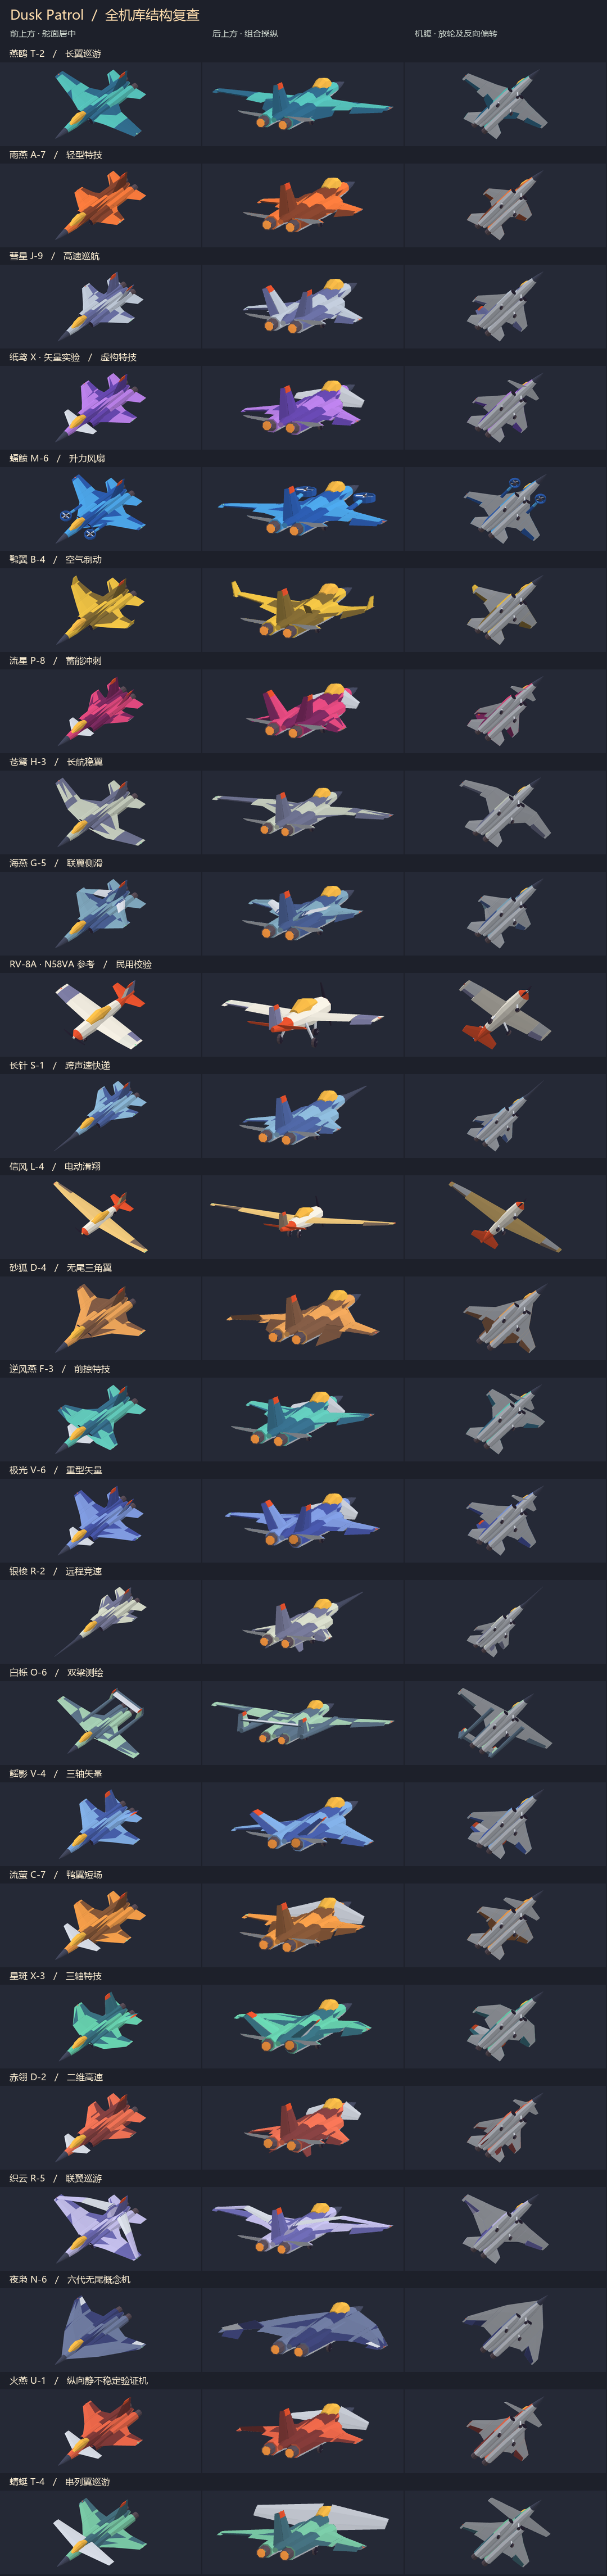 Dusk Patrol / 全机库结构复查
前上方 · 舵面居中 后上方 · 组合操纵 机腹 · 放轮及反向偏转
燕鸥 T-2 / 长翼巡游
雨燕 A-7 / 轻型特技
彗星 J-9 / 高速巡航
纸鸢 X · 矢量实验 / 虚构特技
蝠鲼 M-6 / 升力风扇
鹗翼 B-4 / 空气制动
流星 P-8 / 蓄能冲刺
苍鹭 H-3 / 长航稳翼
海燕 G-5 / 联翼侧滑
RV-8A · N58VA 参考 / 民用校验
长针 S-1 / 跨声速快递
信风 L-4 / 电动滑翔
砂狐 D-4 / 无尾三角翼
逆风燕 F-3 / 前掠特技
极光 V-6 / 重型矢量
银梭 R-2 / 远程竞速
白栎 O-6 / 双梁测绘
V-4 / 三轴矢量
流萤 C-7 / 鸭翼短场
星斑 X-3 / 三轴特技
赤翎 D-2 / 二维高速
织云 R-5 / 联翼巡游
夜枭 N-6 / 六代无尾概念机
火燕 U-1 / 纵向静不稳定验证机
蜻蜓 T-4 / 串列翼巡游